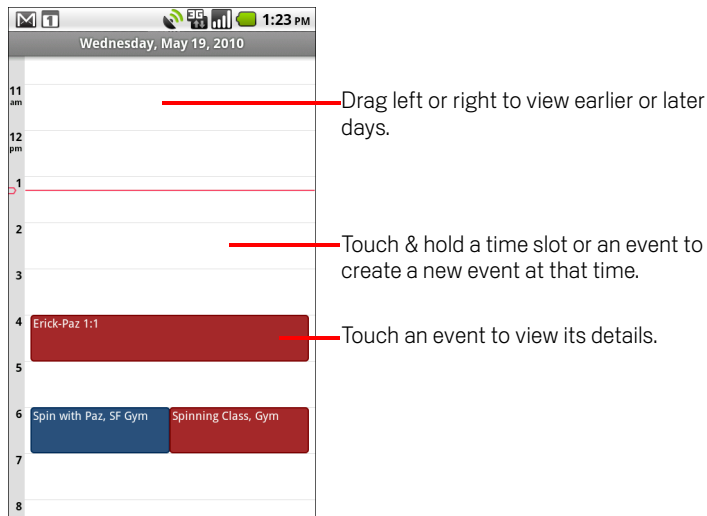 1
3G
1:23 PM
Wednesday, May 19, 2010
11
am
Drag left or right to view earlier or later
days.
12
pm
1
2
Touch & hold a time slot or an event to
create a new event at that time.
3
4
Erick-Paz 1:1
Touch an event to view its details.
5
6
Spin with Paz, SF Gym
Spinning Class, Gym
7
8